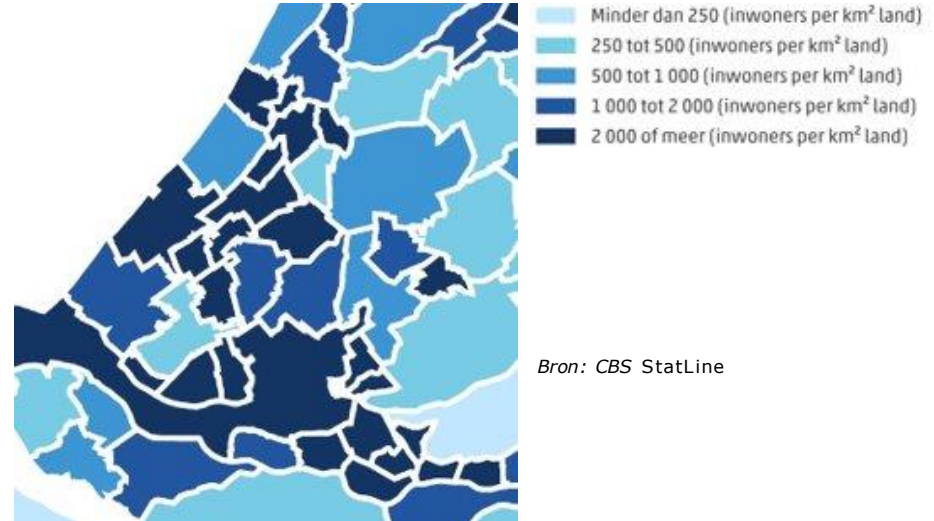 Minder dan 250 (inwoners per km² land)
250 tot 500 (inwoners per km² land)
500 tot 1 000 (inwoners per km² land)
1 000 tot 2 000 (inwoners per km² land)
2 000 of meer (inwoners per km² land)
Bron: CBS StatLine